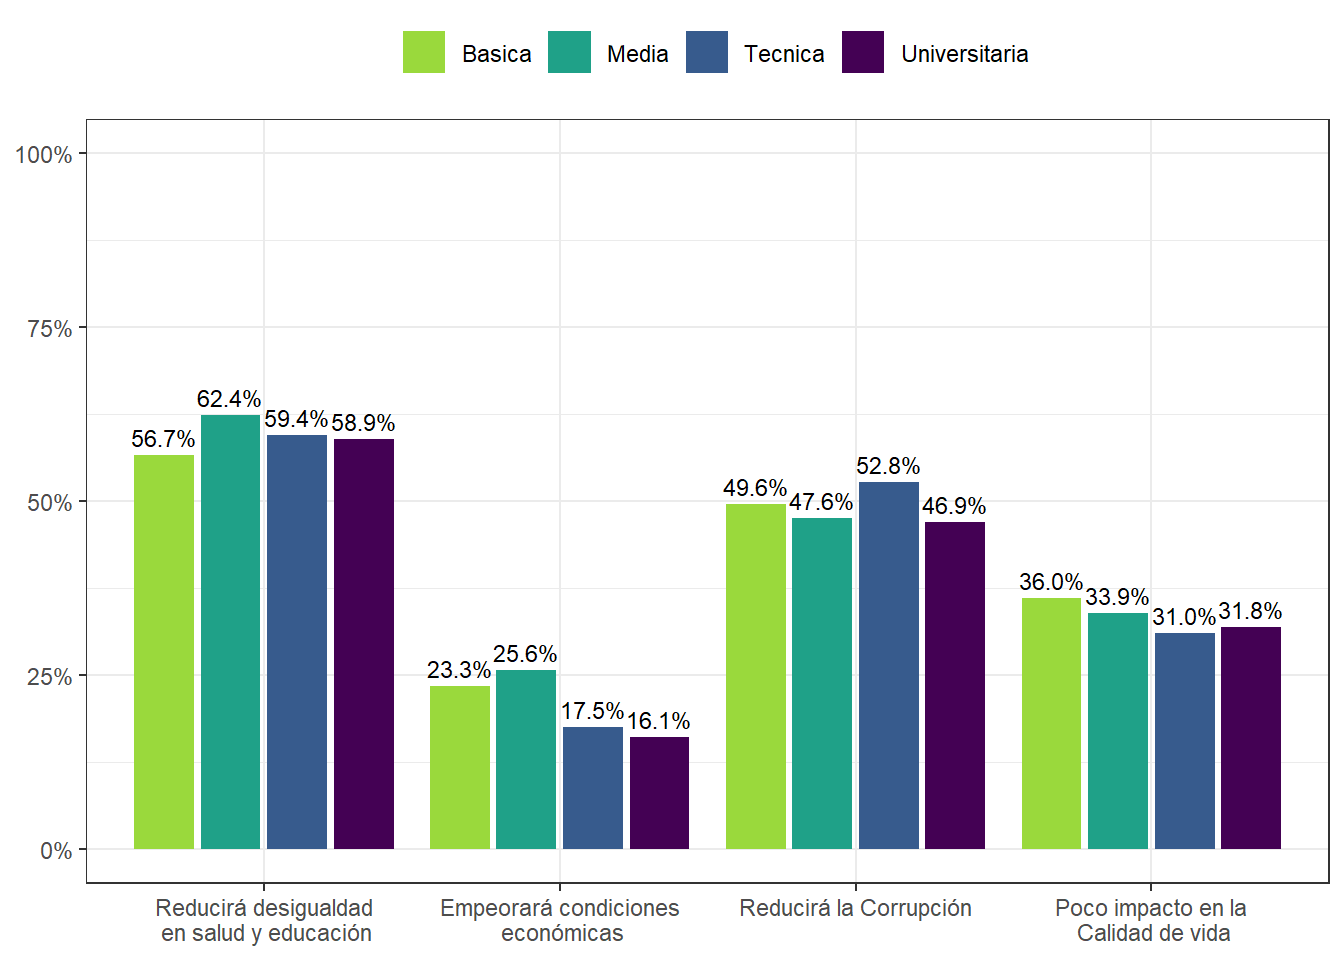 Basica Media Tecnica Universitaria
100%
75%
50%
25%
0%
56.7% 62.4% 59.4% 58.9%
23.3% 25.6% 17.5% 16.1%
49.6% 47.6% 52.8% 46.9%
36.0% 33.9% 31.0% 31.8%
Reducirá desigualdad
en salud y educación
Empeorará condiciones
económicas
Reducirá la Corrupción
Poco impacto en la
Calidad de vida